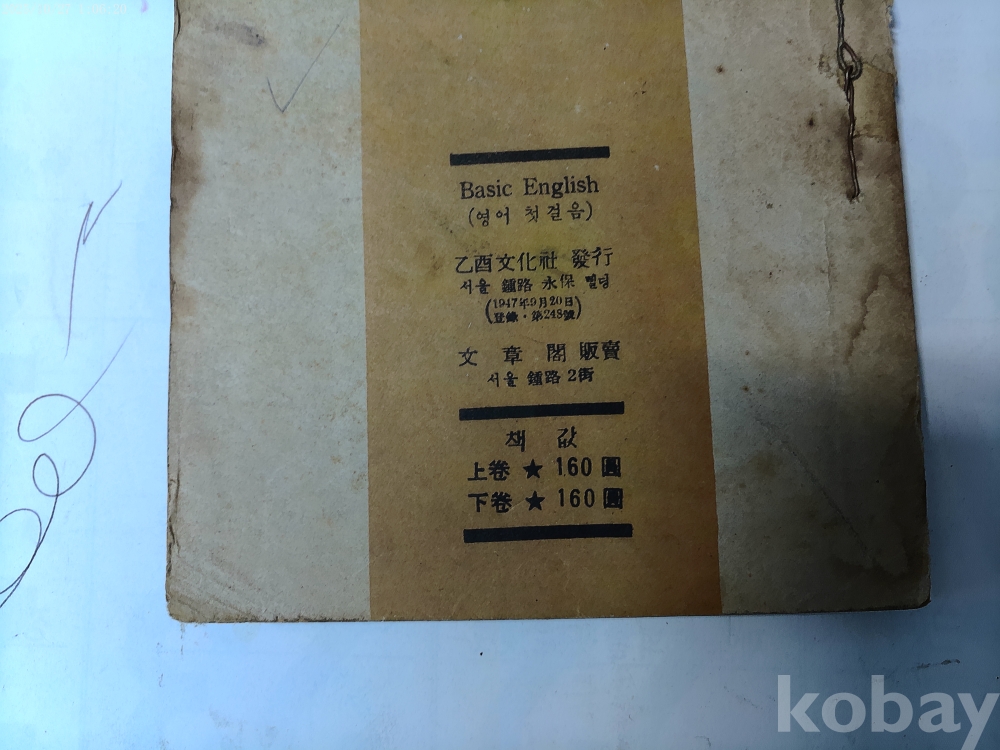 Basic English
(영어 첫걸음)
乙酉文化社 發行
서울 鍾路 永保 삘딩
(1947年9月20日
登錄・第248號)
文章閣 販賣
서울 鍾路 2街
책 값
上卷 ★ 160 圓
下卷 ★ 160 圓
kobay